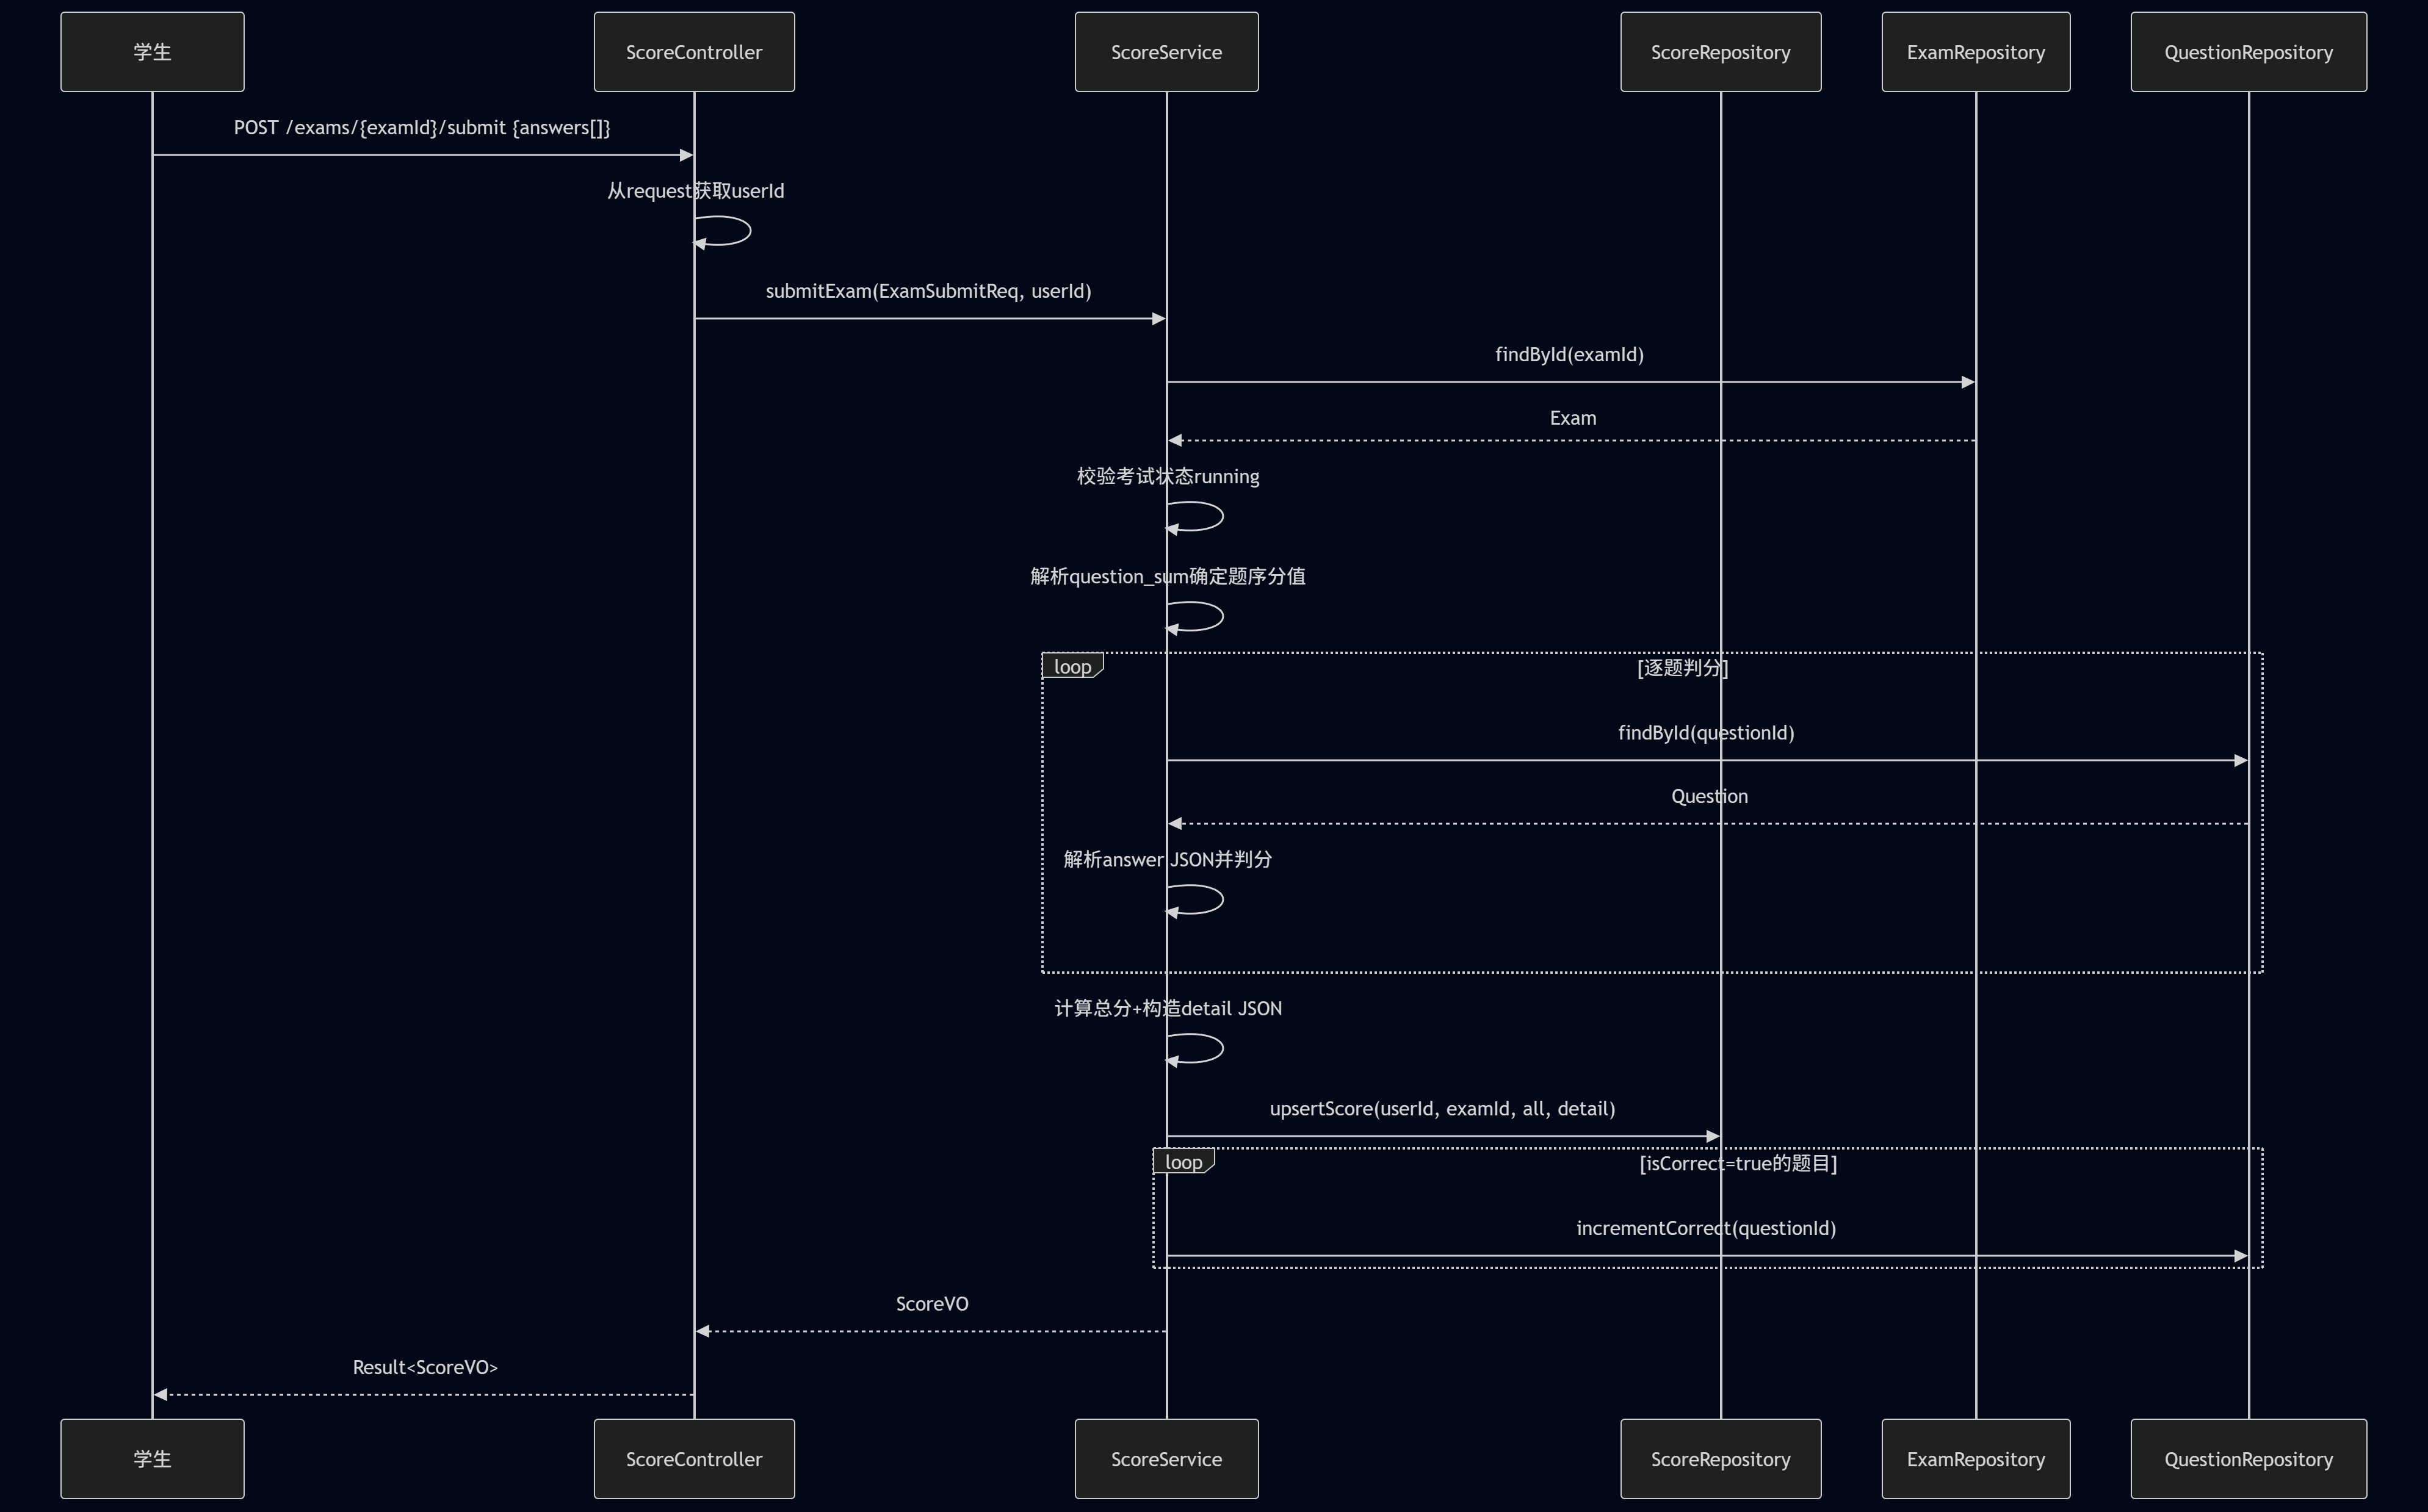 学生
ScoreController
ScoreService
ScoreRepository
ExamRepository
QuestionRepository
POST /exams/{examId}/submit {answers[]}
从request获取userId
submitExam(ExamSubmitReq, userId)
findById(examId)
Exam
校验考试状态running
解析question_sum确定题序分值
loop
[逐题判分]
findById(questionId)
Question
解析answer JSON并判分
计算总分+构造detail JSON
upsertScore(userId, examId, all, detail)
loop
[isCorrect=true的题目]
incrementCorrect(questionId)
ScoreVO
Result<ScoreVO>
学生
ScoreController
ScoreService
ScoreRepository
ExamRepository
QuestionRepository